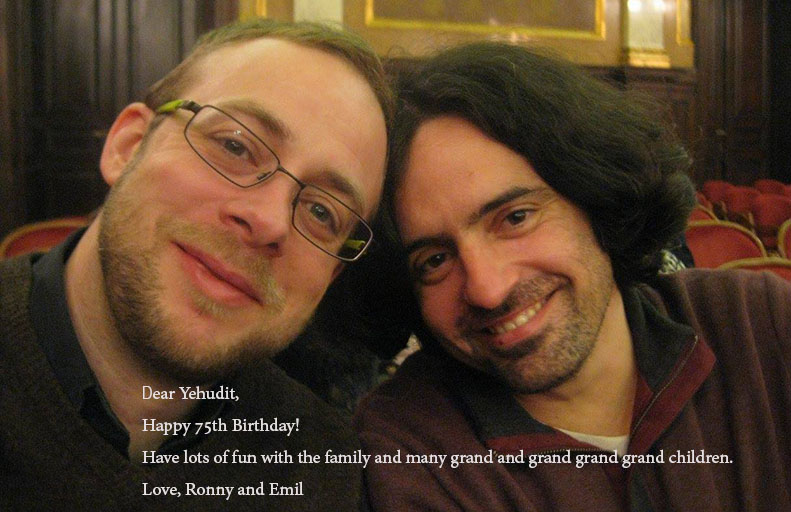 Dear Yehudit,
Happy 75th Birthday!
Have lots of fun with the family and many grand and grand grand grand children.
Love, Ronny and Emil